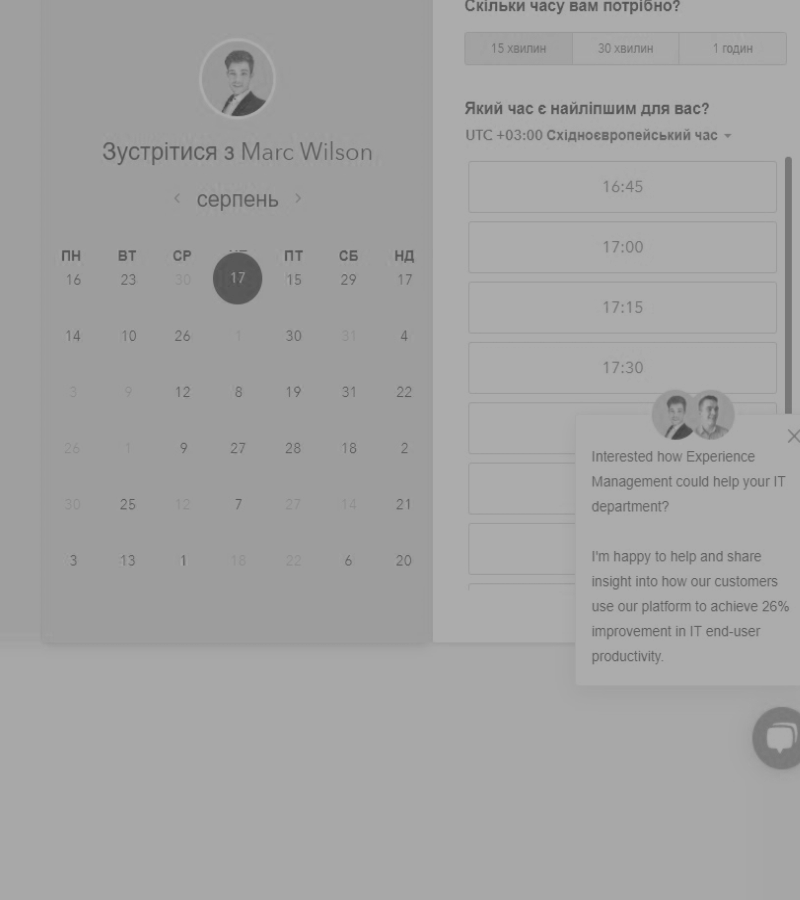 Скільки часу вам потрібно?
15 хвилин 30 хвилин 1 годин
Який час є найліпшим для вас?
UTC +03:00 Східноєвропейський час
16:45
17:00
17:15
17:30
Зустрітися з Marc Wilson
серпень
ПН ВТ СР ПТ СБ НД
16 23 30 17 15 29 17
14 10 26 1 30 31 4
3 9 12 8 19 31 22
26 1 9 27 28 18 2
30 25 12 7 27 14 21
3 13 1 18 22 6 20
Interested how Experience
Management could help your IT
department?
I'm happy to help and share
insight into how our customers
use our platform to achieve 26%
improvement in IT end-user
productivity.